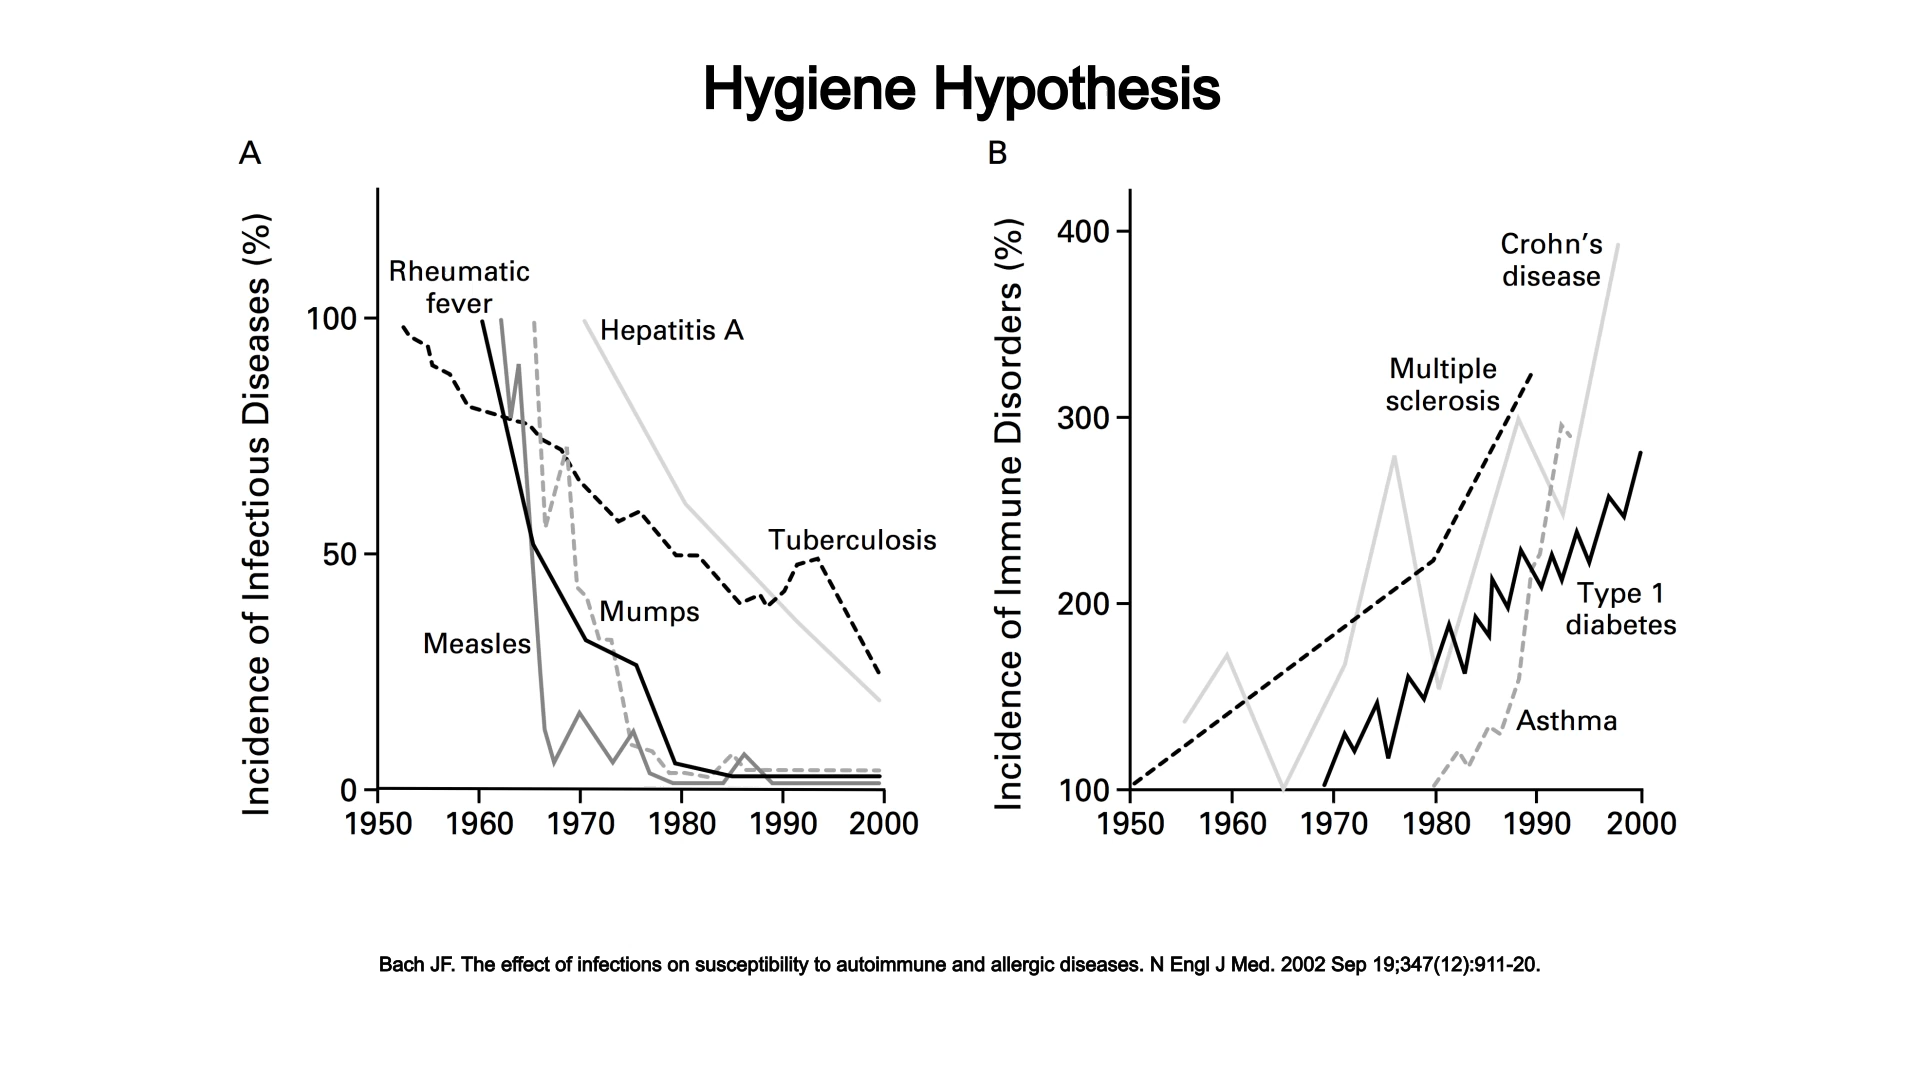 Hygiene Hypothesis
A
Incidence of Infectious Diseases (%)
100
50
0
1950 1960 1970 1980 1990 2000
Rheumatic
fever
Hepatitis A
Tuberculosis
Mumps
Measles
B
Incidence of Immune Disorders (%)
400
300
200
100
1950 1960 1970 1980 1990 2000
Crohn’s
disease
Multiple
sclerosis
Type 1
diabetes
Asthma
Bach JF. The effect of infections on susceptibility to autoimmune and allergic diseases. N Engl J Med. 2002 Sep 19;347(12):911-20.